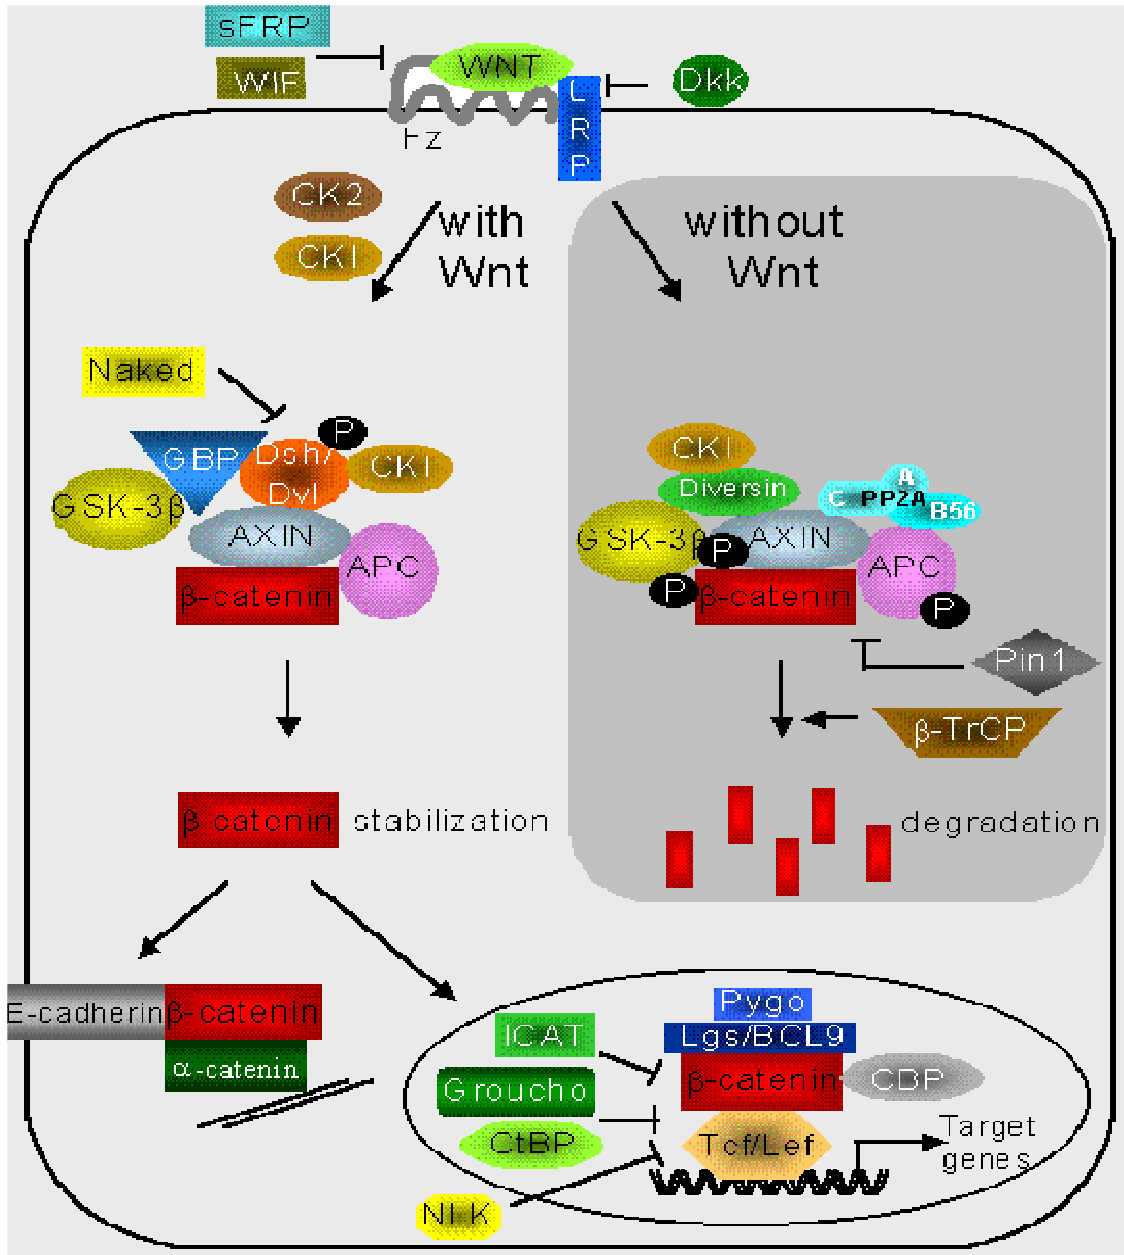 sFRP
WIF
WNT
Dkk
L
R
P
Fz
CK2
CKI
with
Wnt
without
Wnt
Naked
P
GBP
Dsh/
Dvl
CKI
GSK-3β
AXIN
APC
β-catenin
CKI
Diversin
A
C PP2A
B56
GSK-3β
P
AXIN
APC
P
β-catenin
P
Pin1
β-TrCP
β catenin
stabilization
degradation
E-cadherin
β-catenin
α-catenin
Pygo
ICAT
Lgs/BCL9
β-catenin
CBP
Groucho
CtBP
Tcf/Lef
Target
genes
NLK